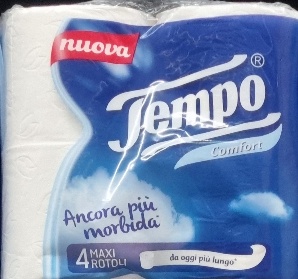 nuova
Tempo®
Comfort
Ancora più
morbida*
4 MAXI
ROTOLI
da oggi più lungo*